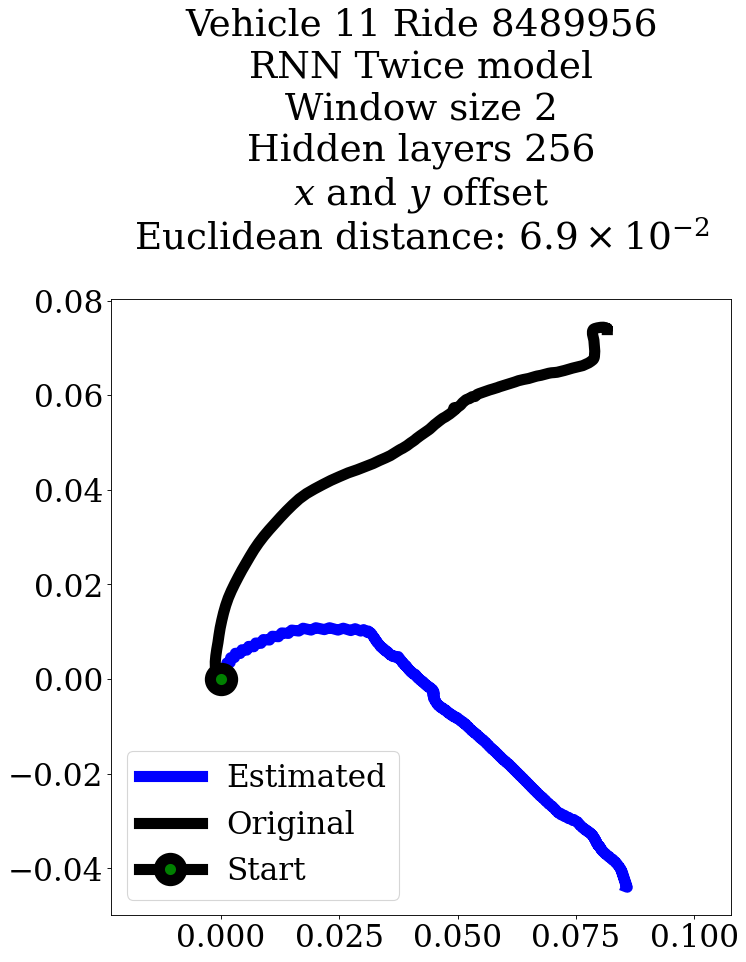 Vehicle 11 Ride 8489956
RNN Twice model
Window size 2
Hidden layers 256
x and y offset
Euclidean distance: 6.9 × 10⁻²
0.08
0.06
0.04
0.02
0.00
−0.02
−0.04
Estimated
Original
Start
0.000 0.025 0.050 0.075 0.100